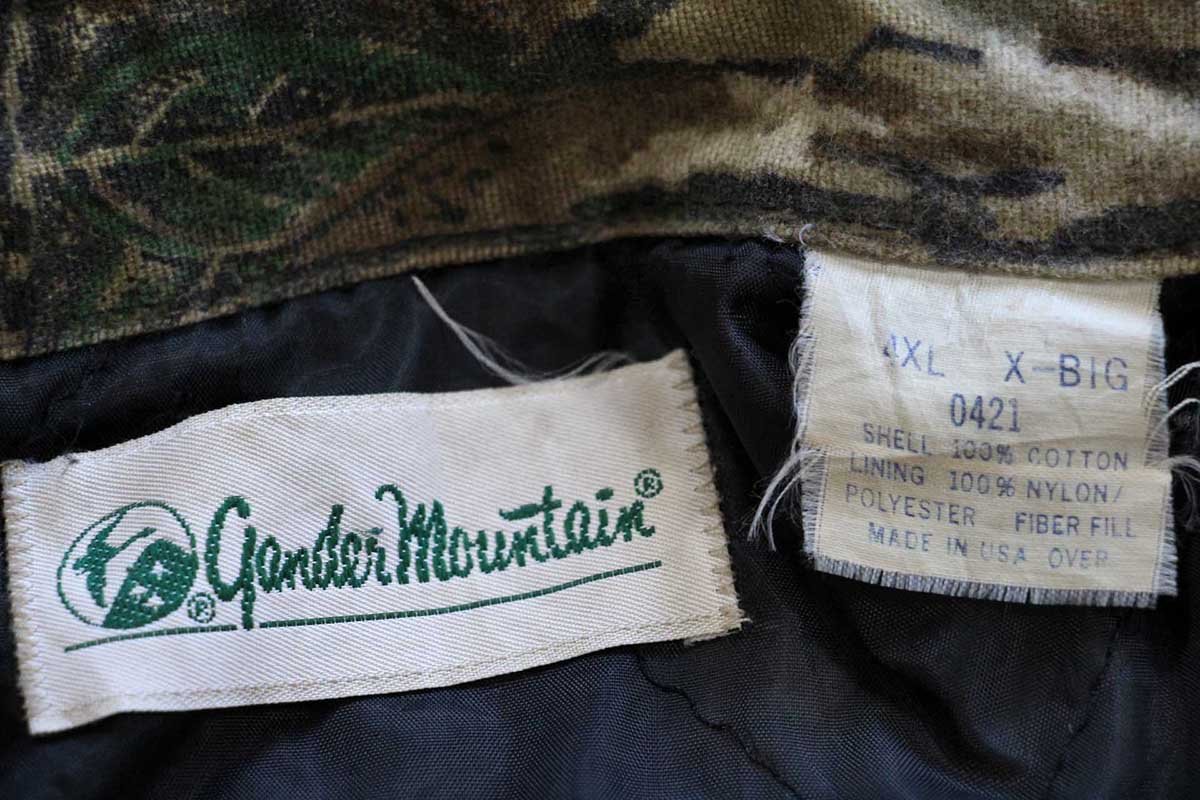 Gander Mountain®
®
4XL X-BIG
0421
SHELL 100% COTTON
LINING 100% NYLON/
POLYESTER FIBER FILL
MADE IN USA OVER